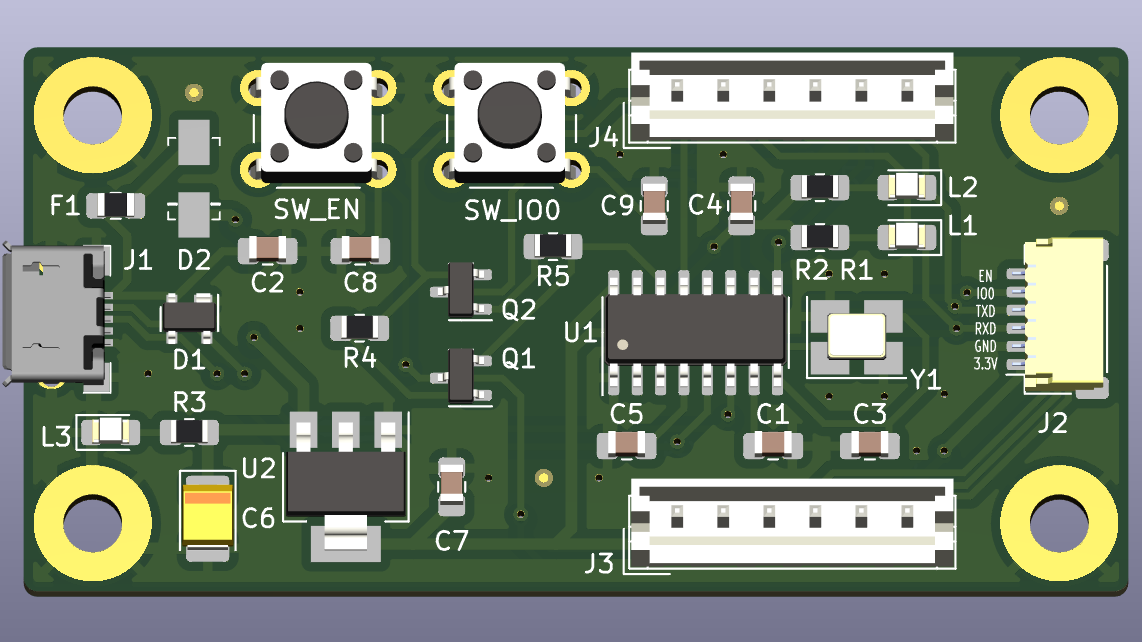 J4
L2
F1
SW_EN
SW_IO0
C9
C4
L1
J1
D2
C2
C8
R5
R2
R1
EN
IO0
TXD
RXD
GND
3.3V
Q2
U1
D1
R4
Q1
Y1
R3
C5
C1
C3
J2
L3
U2
C6
C7
J3